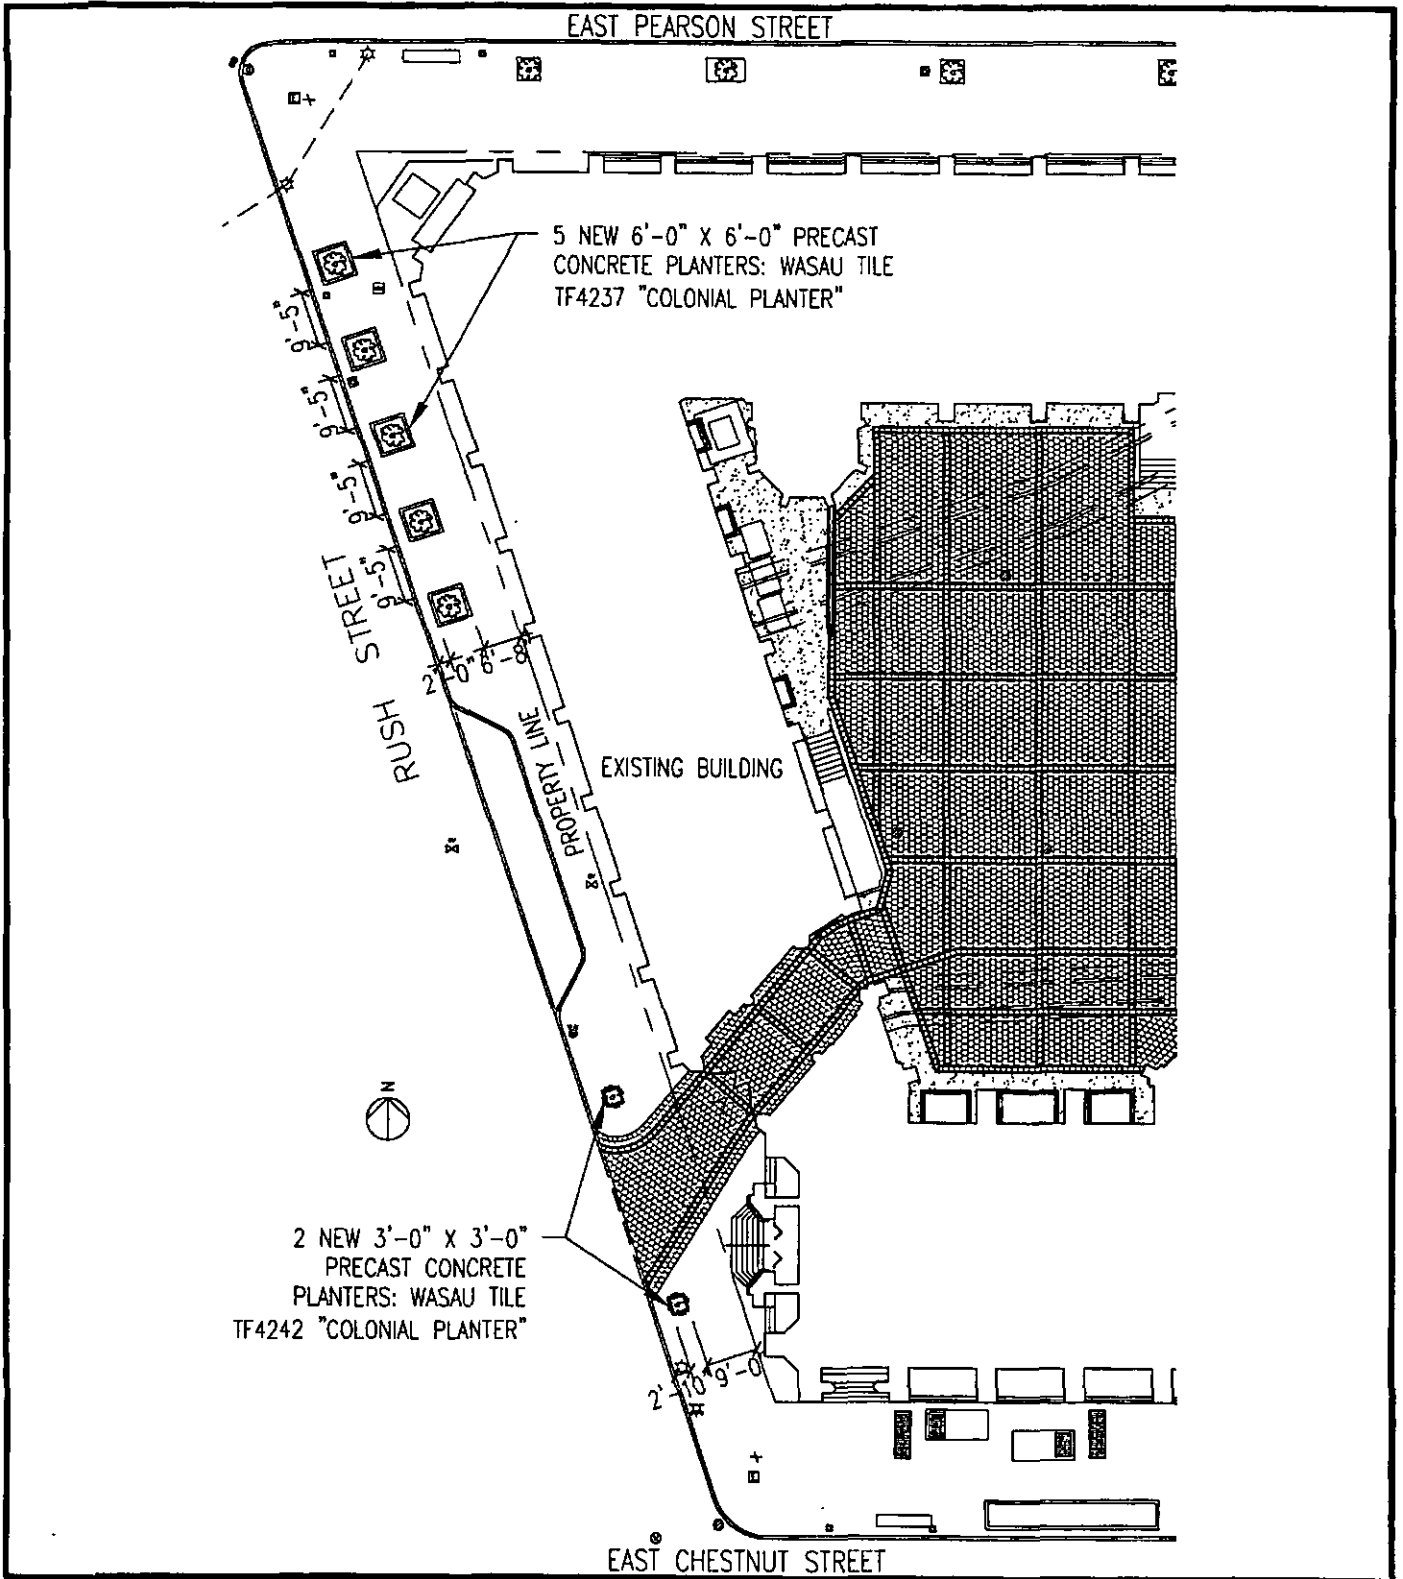 EAST PEARSON STREET
5 NEW 6'-0" X 6'-0" PRECAST
CONCRETE PLANTERS: WASAU TILE
TF4237 "COLONIAL PLANTER"
9'-5"
9'-5"
9'-5"
9'-5"
RUSH STREET
2'-0"
6'-8"
PROPERTY LINE
EXISTING BUILDING
N
2 NEW 3'-0" X 3'-0"
PRECAST CONCRETE
PLANTERS: WASAU TILE
TF4242 "COLONIAL PLANTER"
2'-10"
9'-0
EAST CHESTNUT STREET